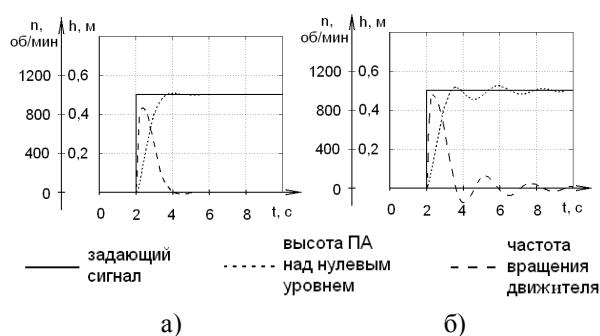 n, h, м
об/мин
1200 0,6
800 0,4
400 0,2
0
0 2 4 6 8 t, с
n, h, м
об/мин
1200 0,6
800 0,4
400 0,2
0
0 2 4 6 8 t, с
задающий
сигнал
высота ПА
над нулевым
уровнем
частота
вращения
движителя
а) б)